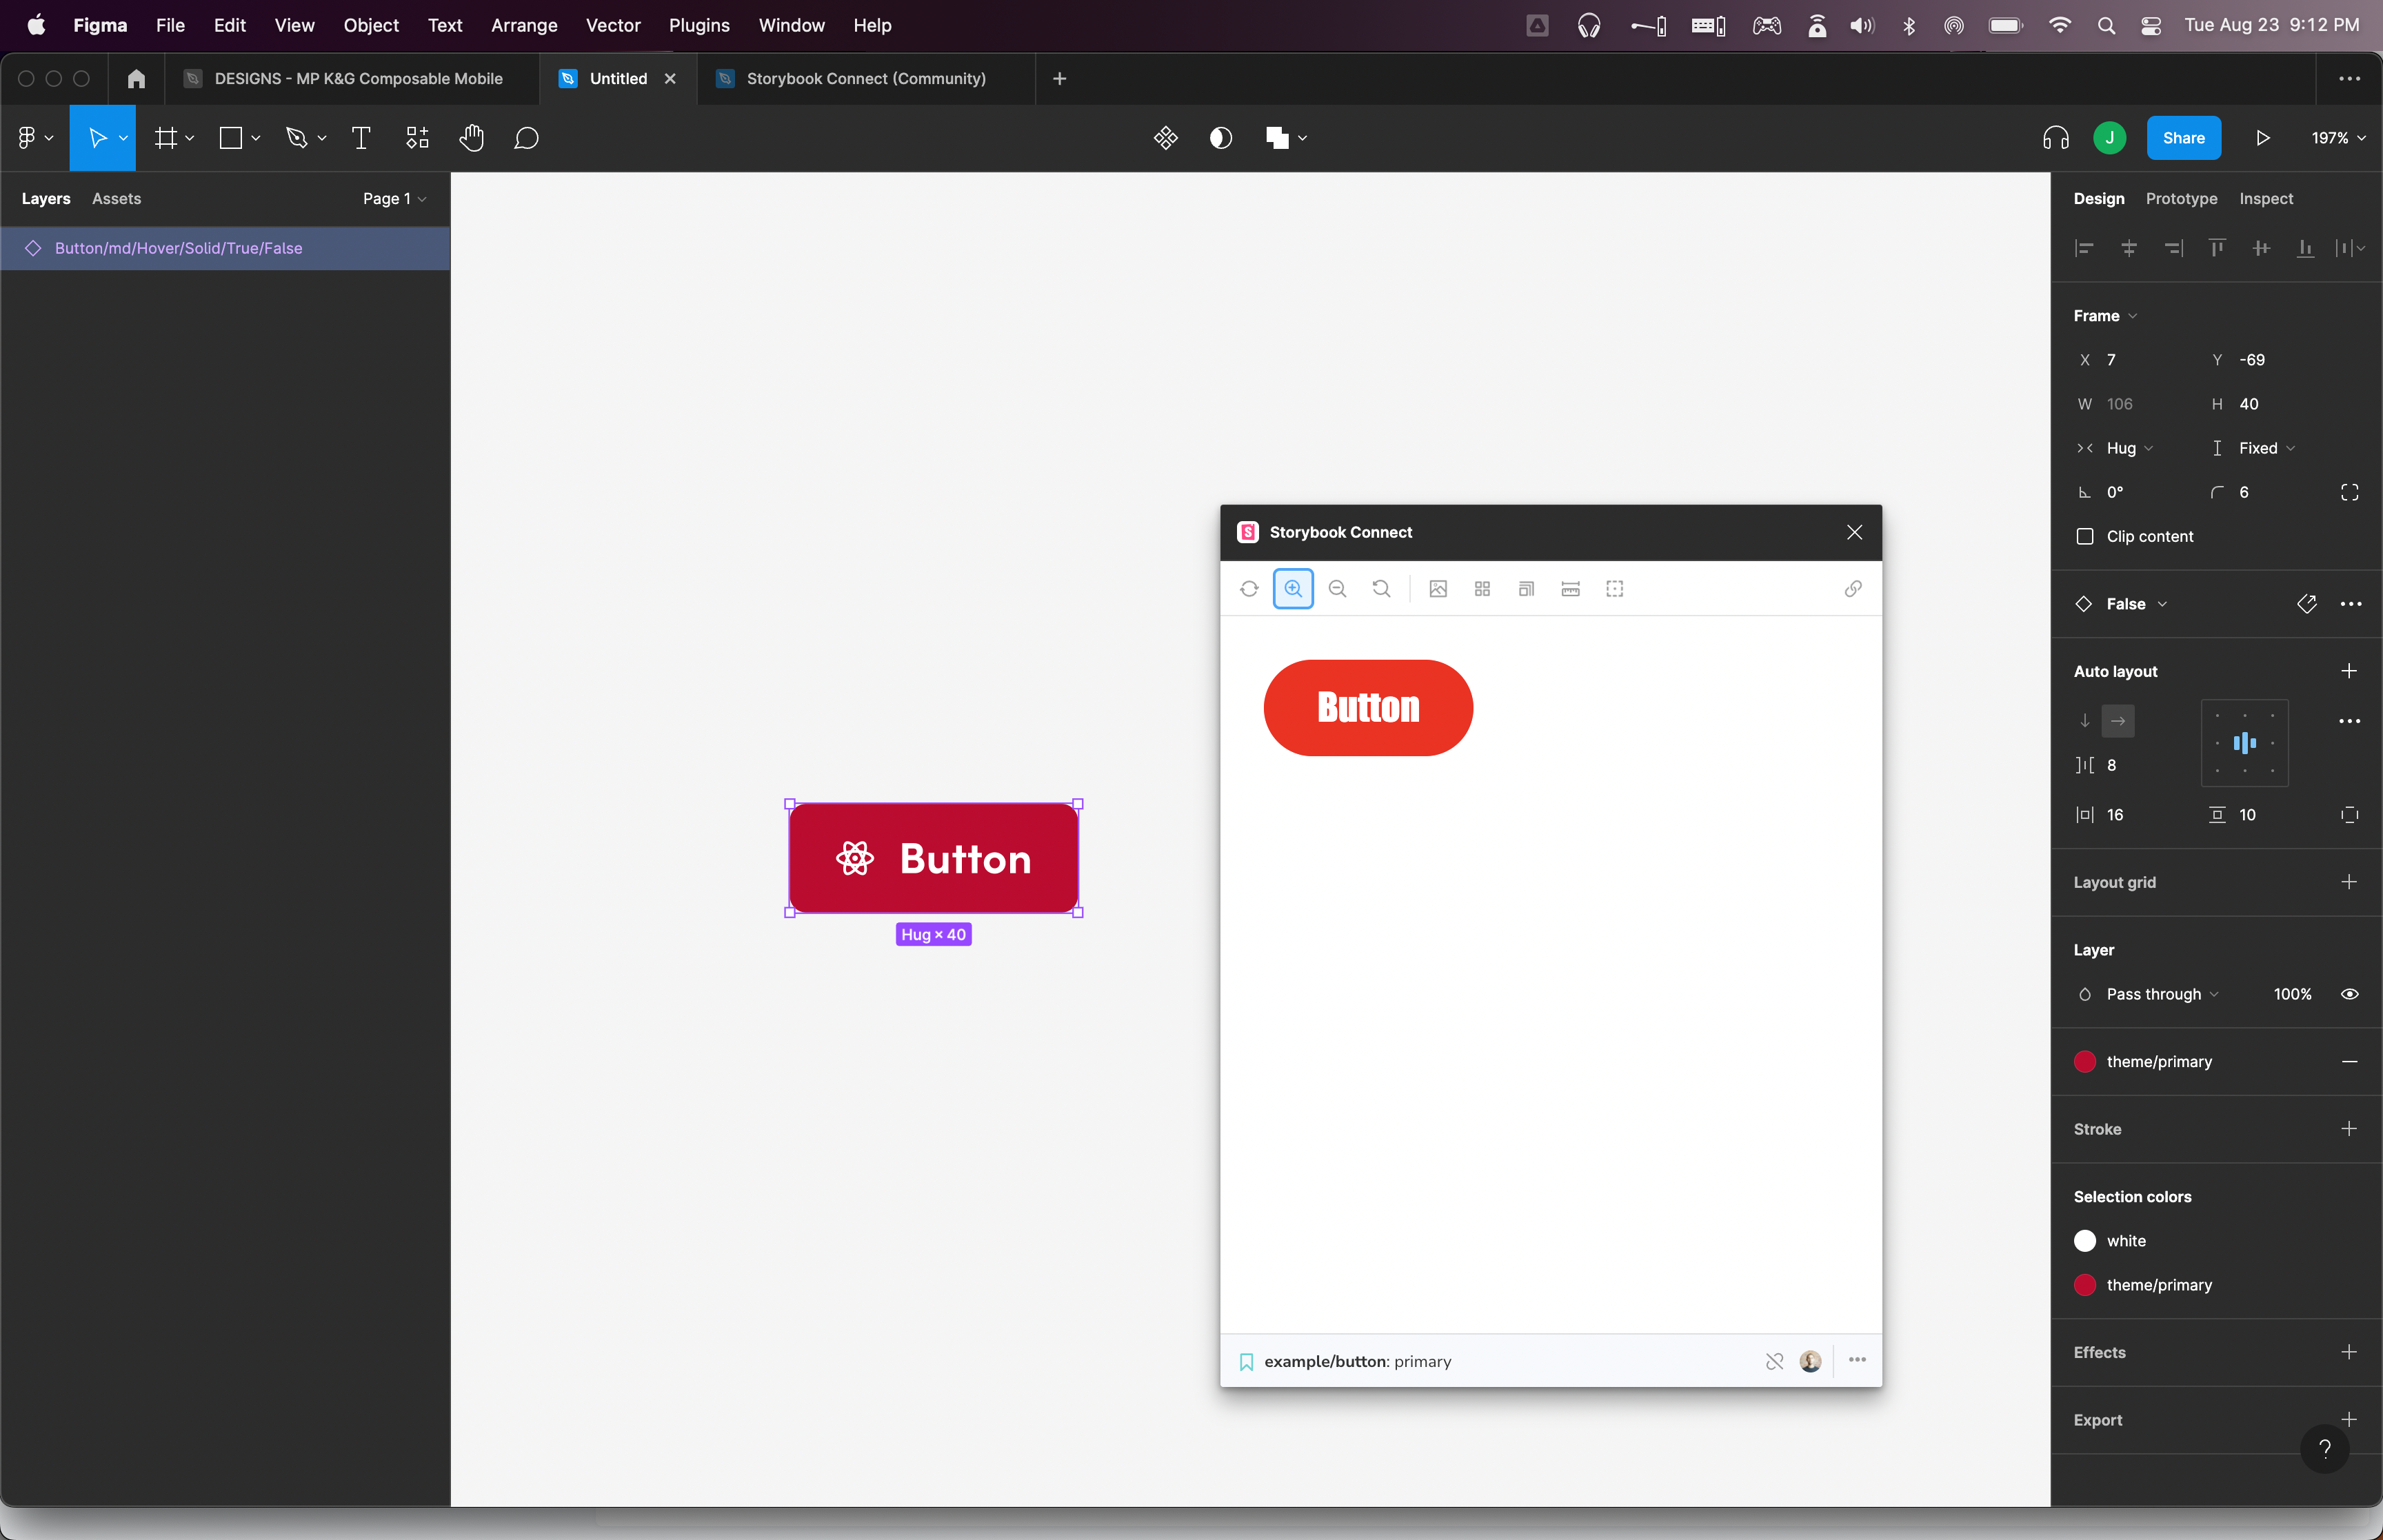 Figma File Edit View Object Text Arrange Vector Plugins Window Help Tue Aug 23 9:12 PM
DESIGNS - MP K&G Composable Mobile Untitled Storybook Connect (Community)
J Share 197%
Layers Assets Page 1
Button/md/Hover/Solid/True/False
Design Prototype Inspect
Frame
X 7 Y -69
W 106 H 40
Hug Fixed
0° 6
Clip content
False
Auto layout
8
16 10
Layout grid
Layer
Pass through 100%
theme/primary
Stroke
Selection colors
white
theme/primary
Effects
Export
?
Button
Hug × 40
S Storybook Connect
Button
example/button: primary